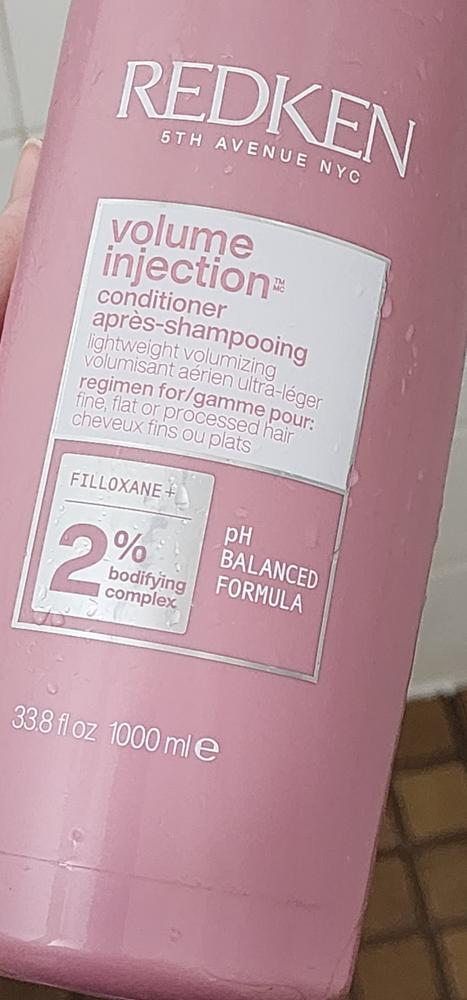 REDKEN
5TH AVENUE NYC
volume
injection™ MC
conditioner
après-shampooing
lightweight volumizing
volumisant aérien ultra-léger
regimen for/gamme pour:
fine, flat or processed hair
cheveux fins ou plats
FILLOXANE+
2%
bodifying
complex
pH
BALANCED
FORMULA
33.8 fl oz 1000 ml e